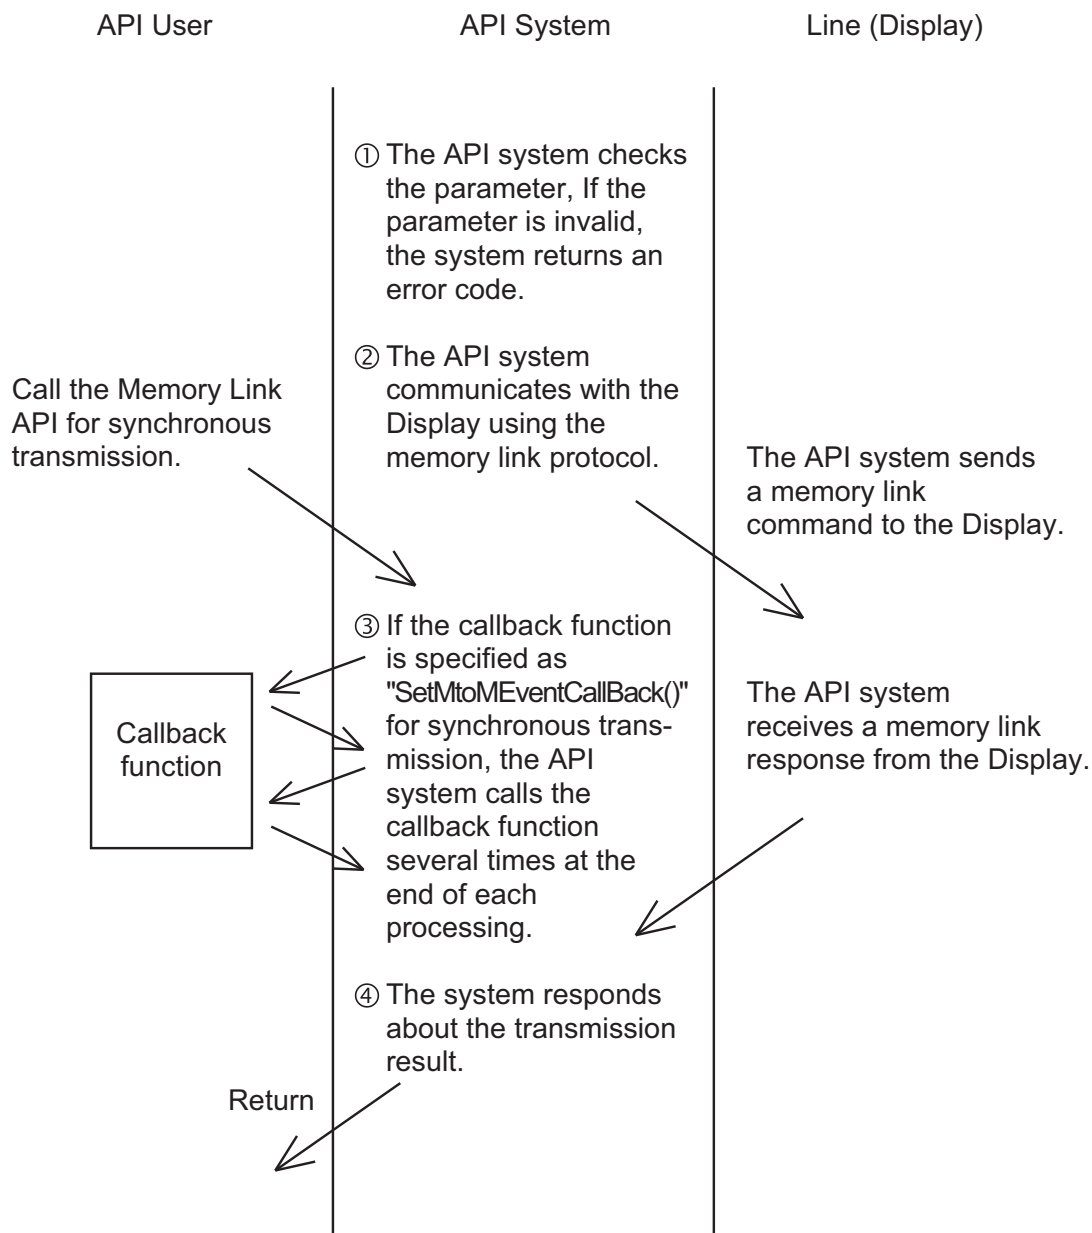 API User
API System
Line (Display)
① The API system checks
the parameter, If the
parameter is invalid,
the system returns an
error code.
② The API system
communicates with the
Display using the
memory link protocol.
Call the Memory Link
API for synchronous
transmission.
The API system sends
a memory link
command to the Display.
③ If the callback function
is specified as
"SetMtoMEventCallBack()"
for synchronous trans-
mission, the API
system calls the
callback function
several times at the
end of each
processing.
Callback
function
The API system
receives a memory link
response from the Display.
④ The system responds
about the transmission
result.
Return